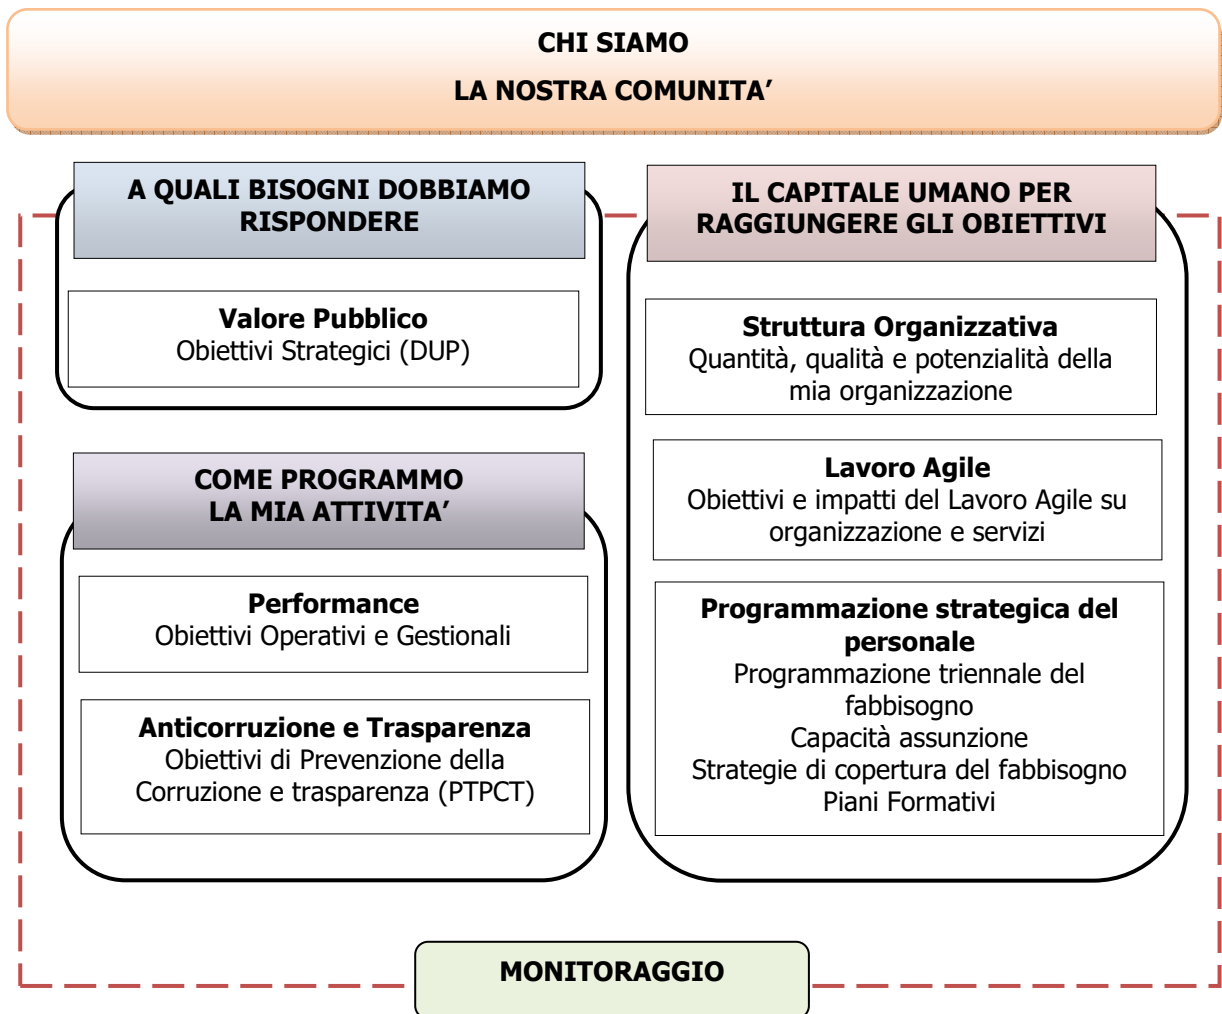 CHI SIAMO
LA NOSTRA COMUNITA’
A QUALI BISOGNI DOBBIAMO
RISPONDERE
Valore Pubblico
Obiettivi Strategici (DUP)
COME PROGRAMMO
LA MIA ATTIVITA’
Performance
Obiettivi Operativi e Gestionali
Anticorruzione e Trasparenza
Obiettivi di Prevenzione della
Corruzione e trasparenza (PTPCT)
IL CAPITALE UMANO PER
RAGGIUNGERE GLI OBIETTIVI
Struttura Organizzativa
Quantità, qualità e potenzialità della
mia organizzazione
Lavoro Agile
Obiettivi e impatti del Lavoro Agile su
organizzazione e servizi
Programmazione strategica del
personale
Programmazione triennale del
fabbisogno
Capacità assunzione
Strategie di copertura del fabbisogno
Piani Formativi
MONITORAGGIO